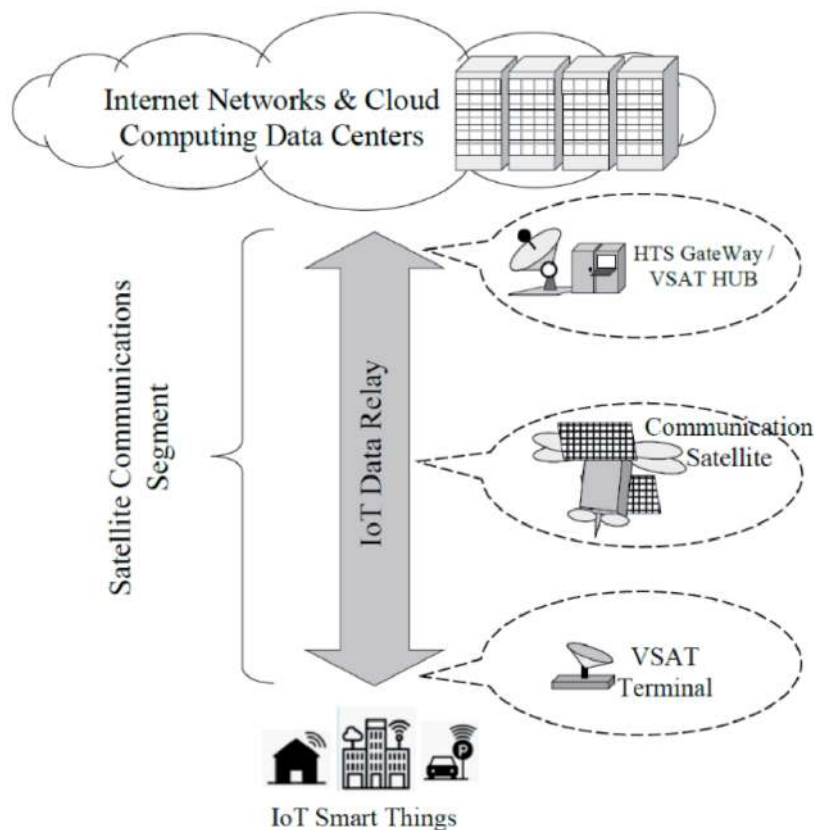 Internet Networks & Cloud
Computing Data Centers
HTS GateWay /
VSAT HUB
Satellite Communications
Segment
IoT Data Relay
Communication
Satellite
VSAT
Terminal
P
IoT Smart Things